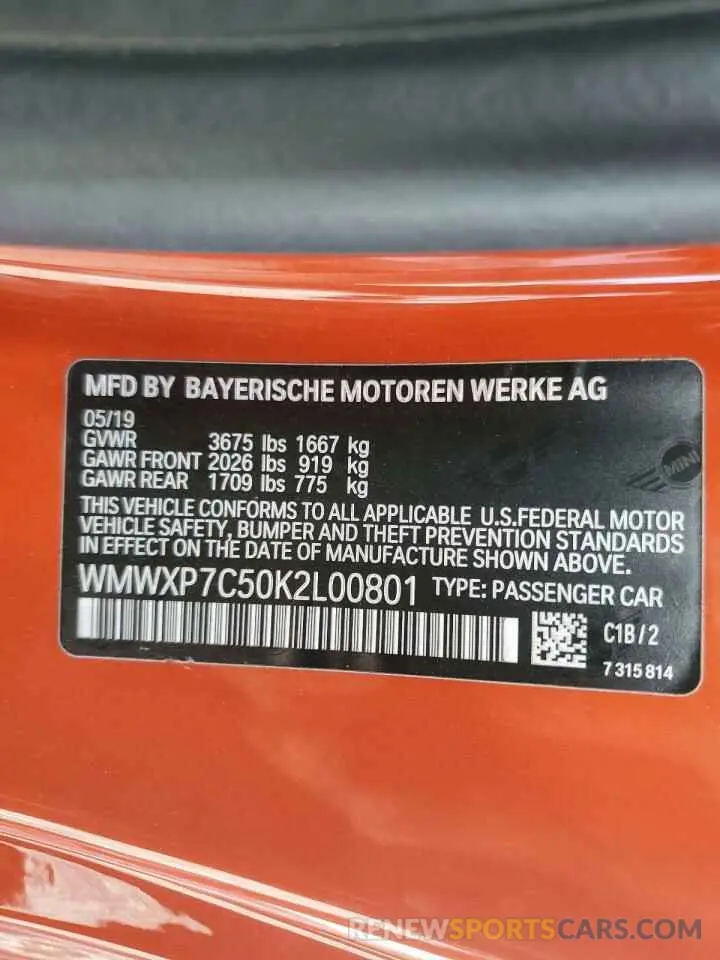 MFD BY BAYERISCHE MOTOREN WERKE AG
05/19
GVWR 3675 lbs 1667 kg
GAWR FRONT 2026 lbs 919 kg
GAWR REAR 1709 lbs 775 kg
MINI
THIS VEHICLE CONFORMS TO ALL APPLICABLE U.S.FEDERAL MOTOR
VEHICLE SAFETY, BUMPER AND THEFT PREVENTION STANDARDS
IN EFFECT ON THE DATE OF MANUFACTURE SHOWN ABOVE.
WMWXP7C50K2L00801 TYPE: PASSENGER CAR
C1B/2
7315814
RENEWSPORTSCARS.COM